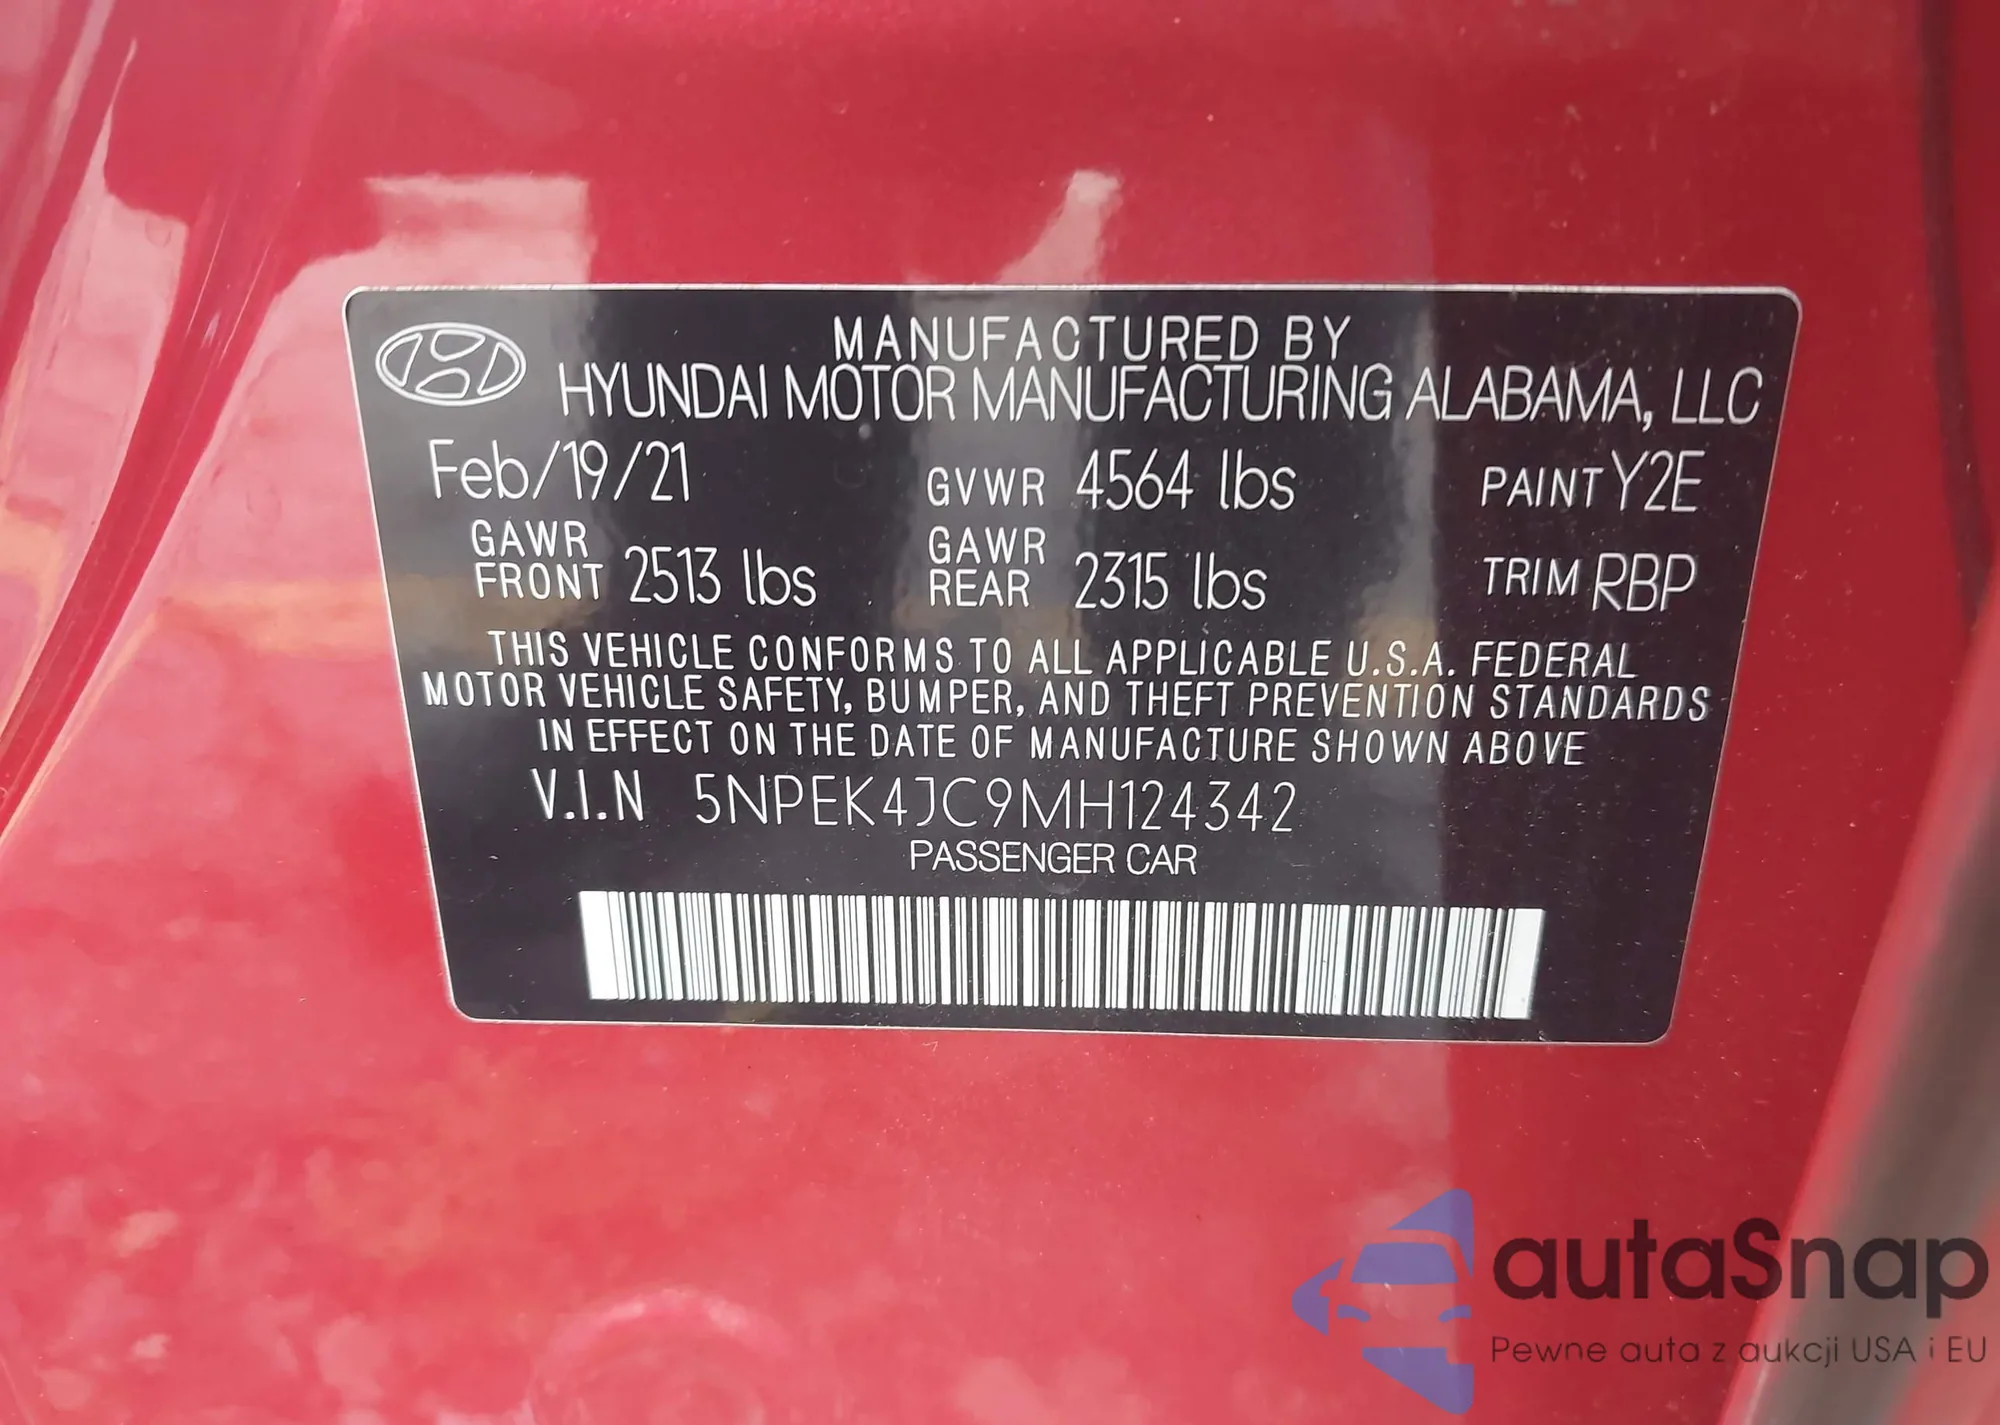 MANUFACTURED BY
HYUNDAI MOTOR MANUFACTURING ALABAMA, LLC
Feb/19/21 GVWR 4564 lbs PAINT Y2E
GAWR FRONT 2513 lbs GAWR REAR 2315 lbs TRIM RBP
THIS VEHICLE CONFORMS TO ALL APPLICABLE U.S.A. FEDERAL
MOTOR VEHICLE SAFETY, BUMPER, AND THEFT PREVENTION STANDARDS
IN EFFECT ON THE DATE OF MANUFACTURE SHOWN ABOVE
V.I.N 5NPEK4JC9MH124342
PASSENGER CAR
autaSnap
Pewne auta z aukcji USA i EU